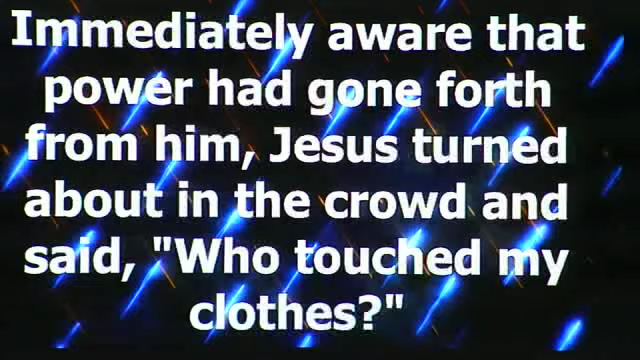 Immediately aware that
power had gone forth
from him, Jesus turned
about in the crowd and
said, "Who touched my
clothes?"